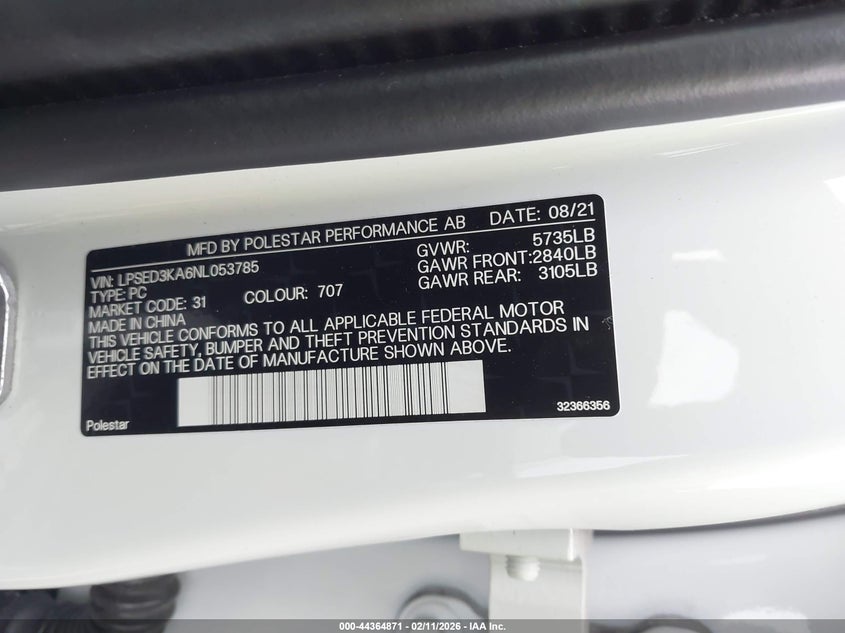 MFD BY POLESTAR PERFORMANCE AB DATE: 08/21
VIN: LPSED3KA6NL053785 GVWR: 5735LB
TYPE: PC GAWR FRONT:2840LB
MARKET CODE: 31 COLOUR: 707 GAWR REAR: 3105LB
MADE IN CHINA
THIS VEHICLE CONFORMS TO ALL APPLICABLE FEDERAL MOTOR
VEHICLE SAFETY, BUMPER AND THEFT PREVENTION STANDARDS IN
EFFECT ON THE DATE OF MANUFACTURE SHOWN ABOVE.
Polestar 32366356
000-44364871 - 02/11/2026 - IAA Inc.